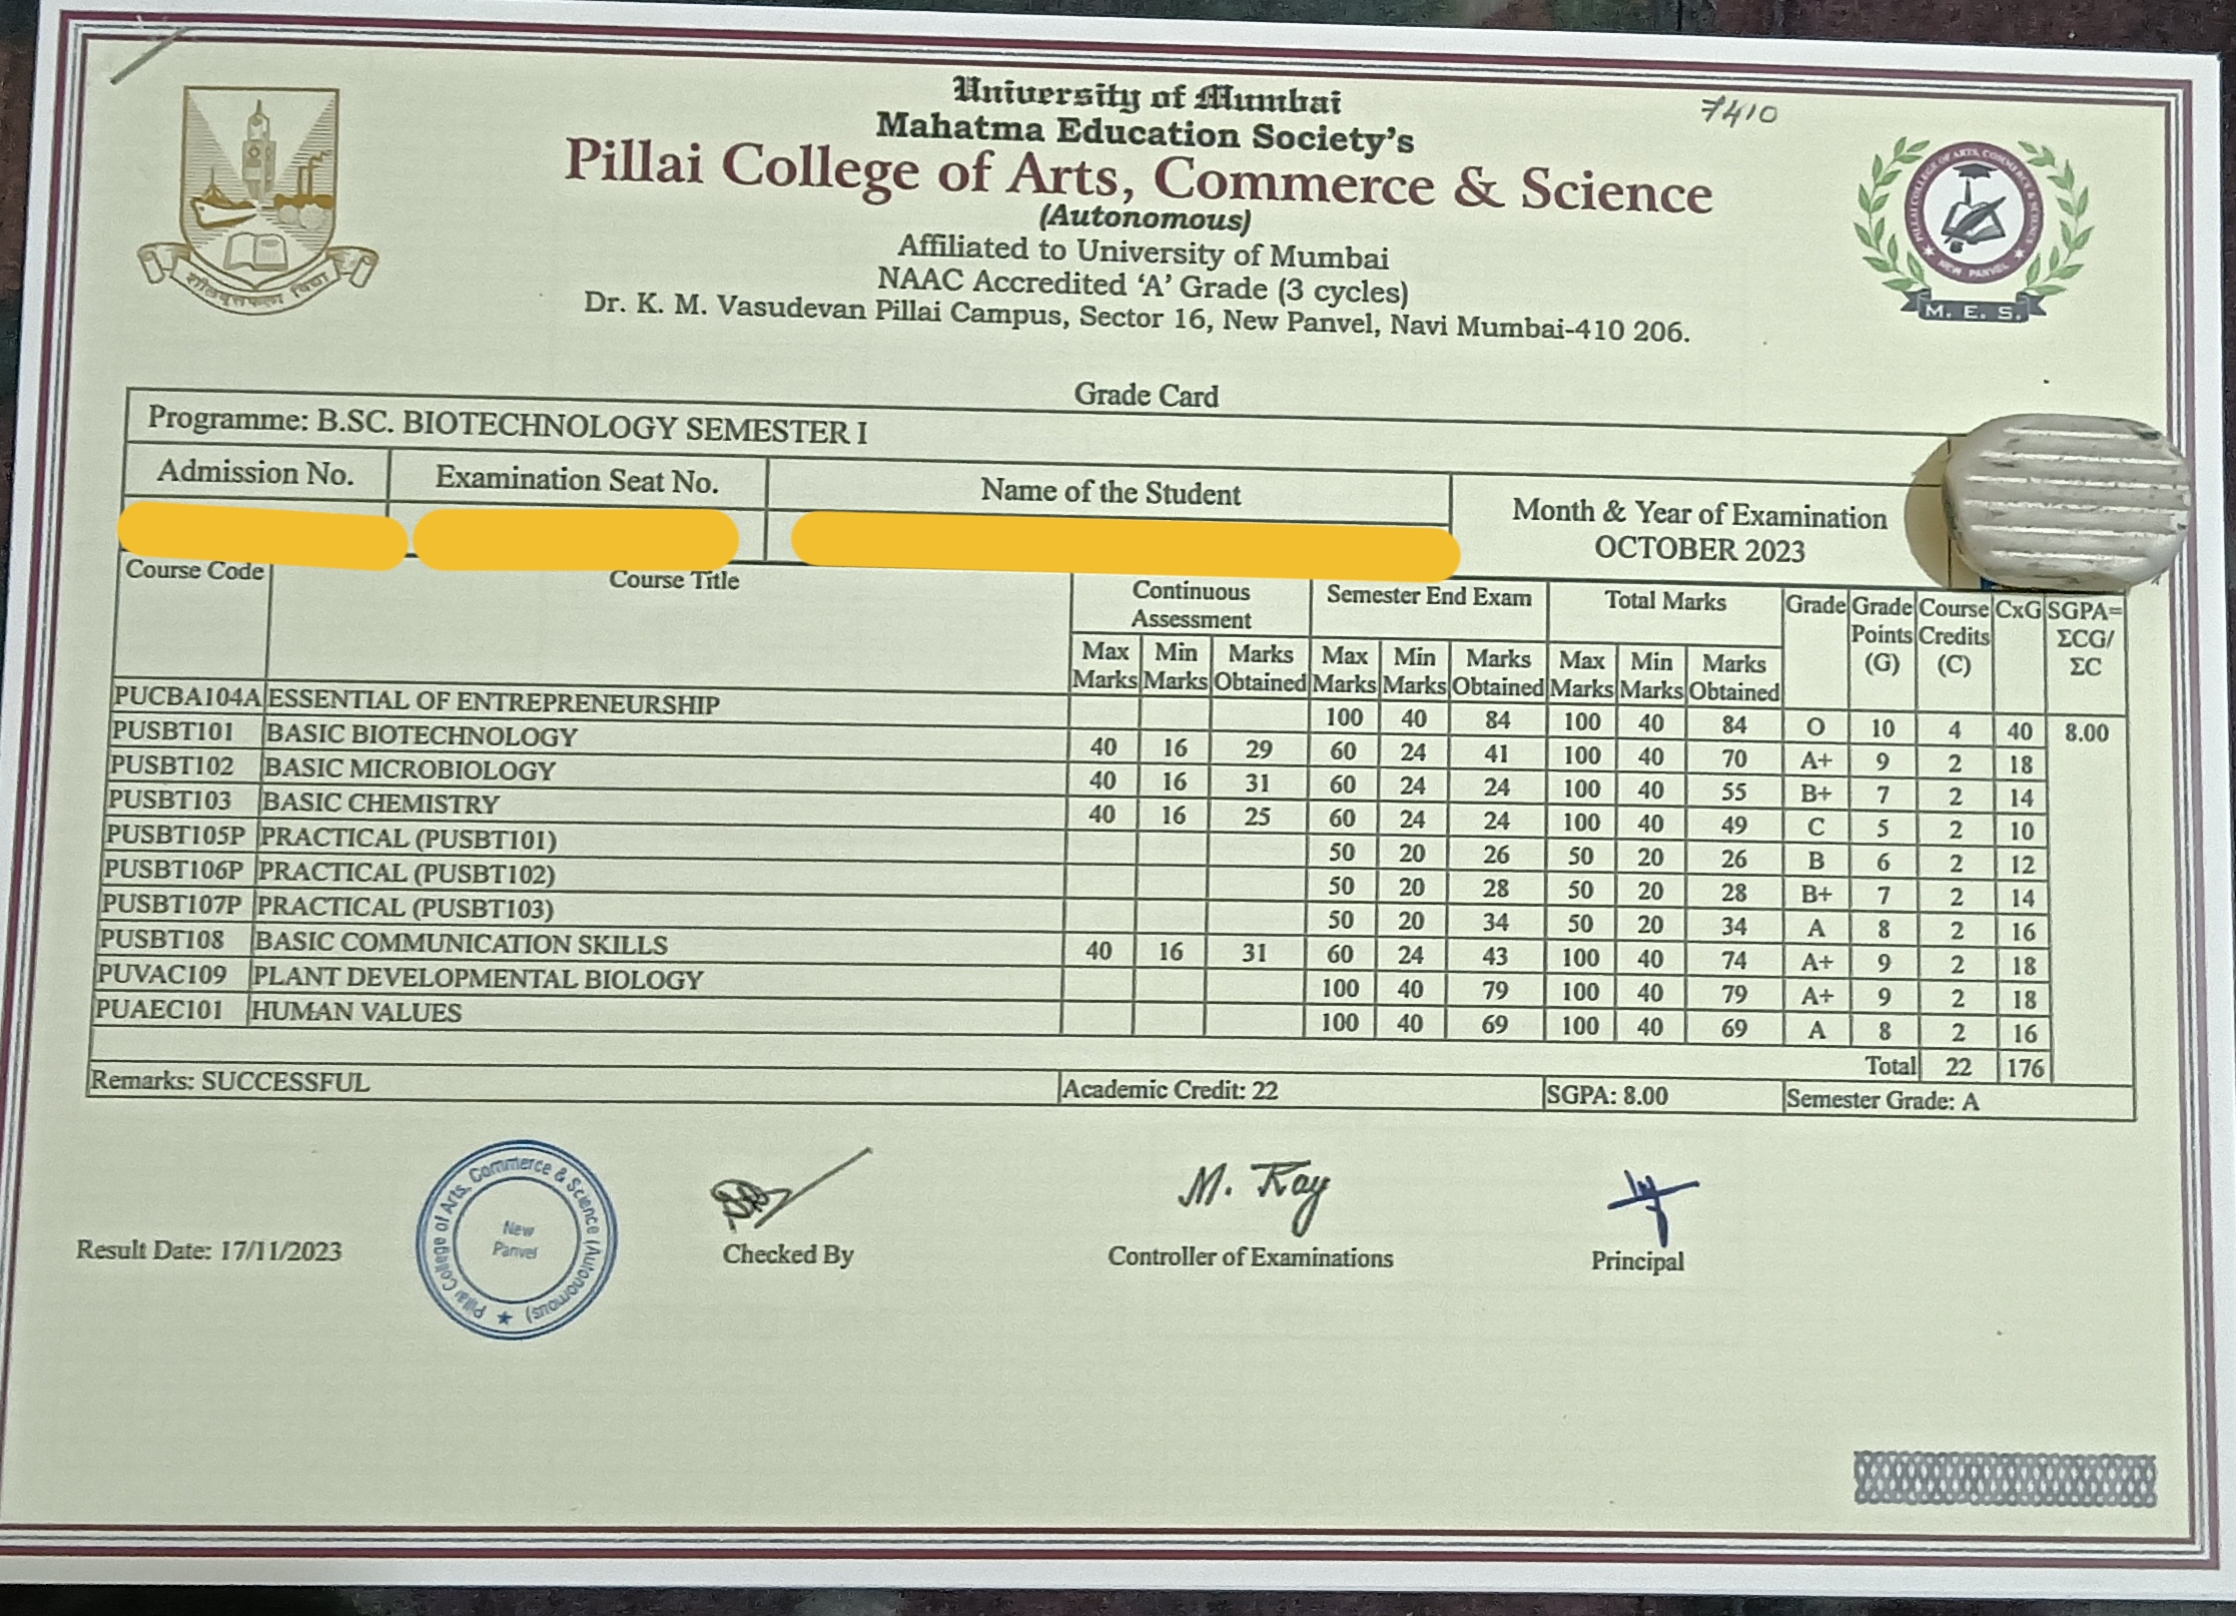 University of Mumbai
7410
Mahatma Education Society's
Pillai College of Arts, Commerce & Science
(Autonomous)
Affiliated to University of Mumbai
NAAC Accredited 'A' Grade (3 cycles)
Dr. K. M. Vasudevan Pillai Campus, Sector 16, New Panvel, Navi Mumbai-410 206.
शीलवृत्तफला विद्या
PILLAI COLLEGE OF ARTS, COMMERCE & SCIENCE
NEW PANVEL
M. E. S.
Grade Card
Programme: B.SC. BIOTECHNOLOGY SEMESTER I
Admission No. Examination Seat No. Name of the Student Month & Year of Examination
OCTOBER 2023
Course Code Course Title Continuous Assessment Semester End Exam Total Marks Grade Grade Points (G) Course Credits (C) CxG SGPA= ΣCG/ ΣC
Max Marks Min Marks Marks Obtained Max Marks Min Marks Marks Obtained Max Marks Min Marks Marks Obtained
PUCBA104A ESSENTIAL OF ENTREPRENEURSHIP 100 40 84 100 40 84 O 10 4 40 8.00
PUSBT101 BASIC BIOTECHNOLOGY 40 16 29 60 24 41 100 40 70 A+ 9 2 18
PUSBT102 BASIC MICROBIOLOGY 40 16 31 60 24 24 100 40 55 B+ 7 2 14
PUSBT103 BASIC CHEMISTRY 40 16 25 60 24 24 100 40 49 C 5 2 10
PUSBT105P PRACTICAL (PUSBT101) 50 20 26 50 20 26 B 6 2 12
PUSBT106P PRACTICAL (PUSBT102) 50 20 28 50 20 28 B+ 7 2 14
PUSBT107P PRACTICAL (PUSBT103) 50 20 34 50 20 34 A 8 2 16
PUSBT108 BASIC COMMUNICATION SKILLS 40 16 31 60 24 43 100 40 74 A+ 9 2 18
PUVAC109 PLANT DEVELOPMENTAL BIOLOGY 100 40 79 100 40 79 A+ 9 2 18
PUAEC101 HUMAN VALUES 100 40 69 100 40 69 A 8 2 16
Total 22 176
Remarks: SUCCESSFUL Academic Credit: 22 SGPA: 8.00 Semester Grade: A
Result Date: 17/11/2023
Pillai College of Arts, Commerce & Science (Autonomous)
New
Panvel
Checked By
M. Ray
Controller of Examinations
Principal